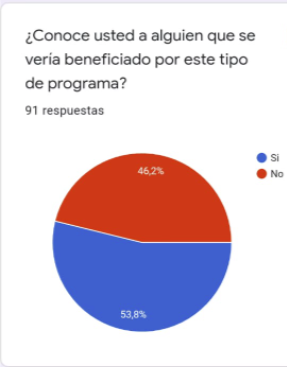 ¿Conoce usted a alguien que se
vería beneficiado por este tipo
de programa?
91 respuestas
Si
No
46,2%
53,8%